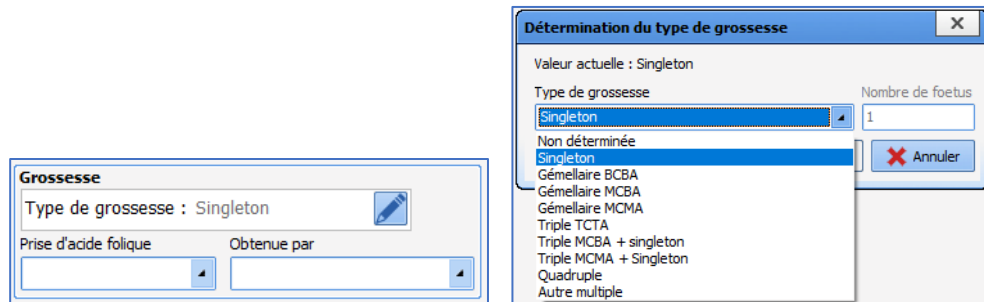 Grossesse
Type de grossesse : Singleton
Prise d'acide folique Obtenue par
Détermination du type de grossesse
Valeur actuelle : Singleton
Type de grossesse Nombre de foetus
Singleton 1
Non déterminée
Singleton
Annuler
Gémellaire BCBA
Gémellaire MCBA
Gémellaire MCMA
Triple TCTA
Triple MCBA + singleton
Triple MCMA + Singleton
Quadruple
Autre multiple